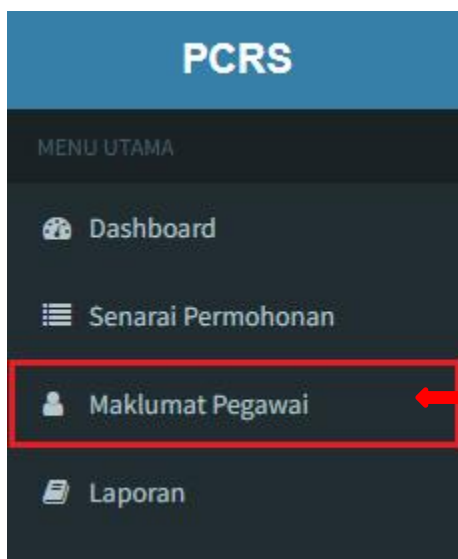 PCRS
MENU UTAMA
Dashboard
Senarai Permohonan
Maklumat Pegawai
Laporan